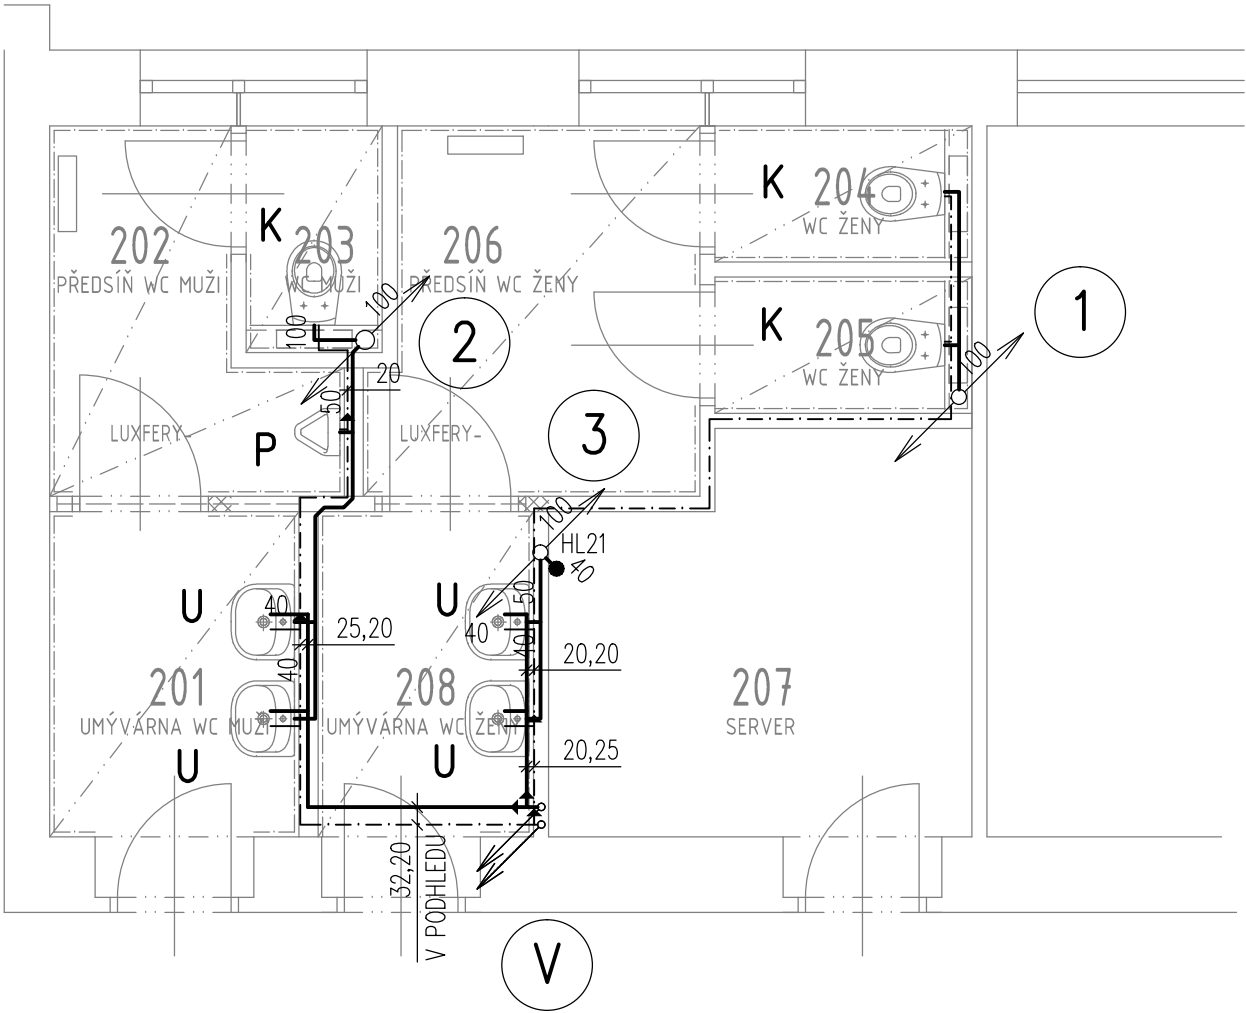 K
204
WC ŽENY
K
203
WC MUŽI
202
PŘEDSÍŇ WC MUŽI
206
PŘEDSÍŇ WC ŽENY
100
100
2
K
205
WC ŽENY
100
1
20
50
LUXFERY
P
LUXFERY
3
100
HL21
40
50
U
40
25,20
40
U
40
40
20,20
201
UMÝVÁRNA WC MUŽI
208
UMÝVÁRNA WC ŽENY
207
SERVER
U
U
20,25
32,20
V PODHLEDU
V